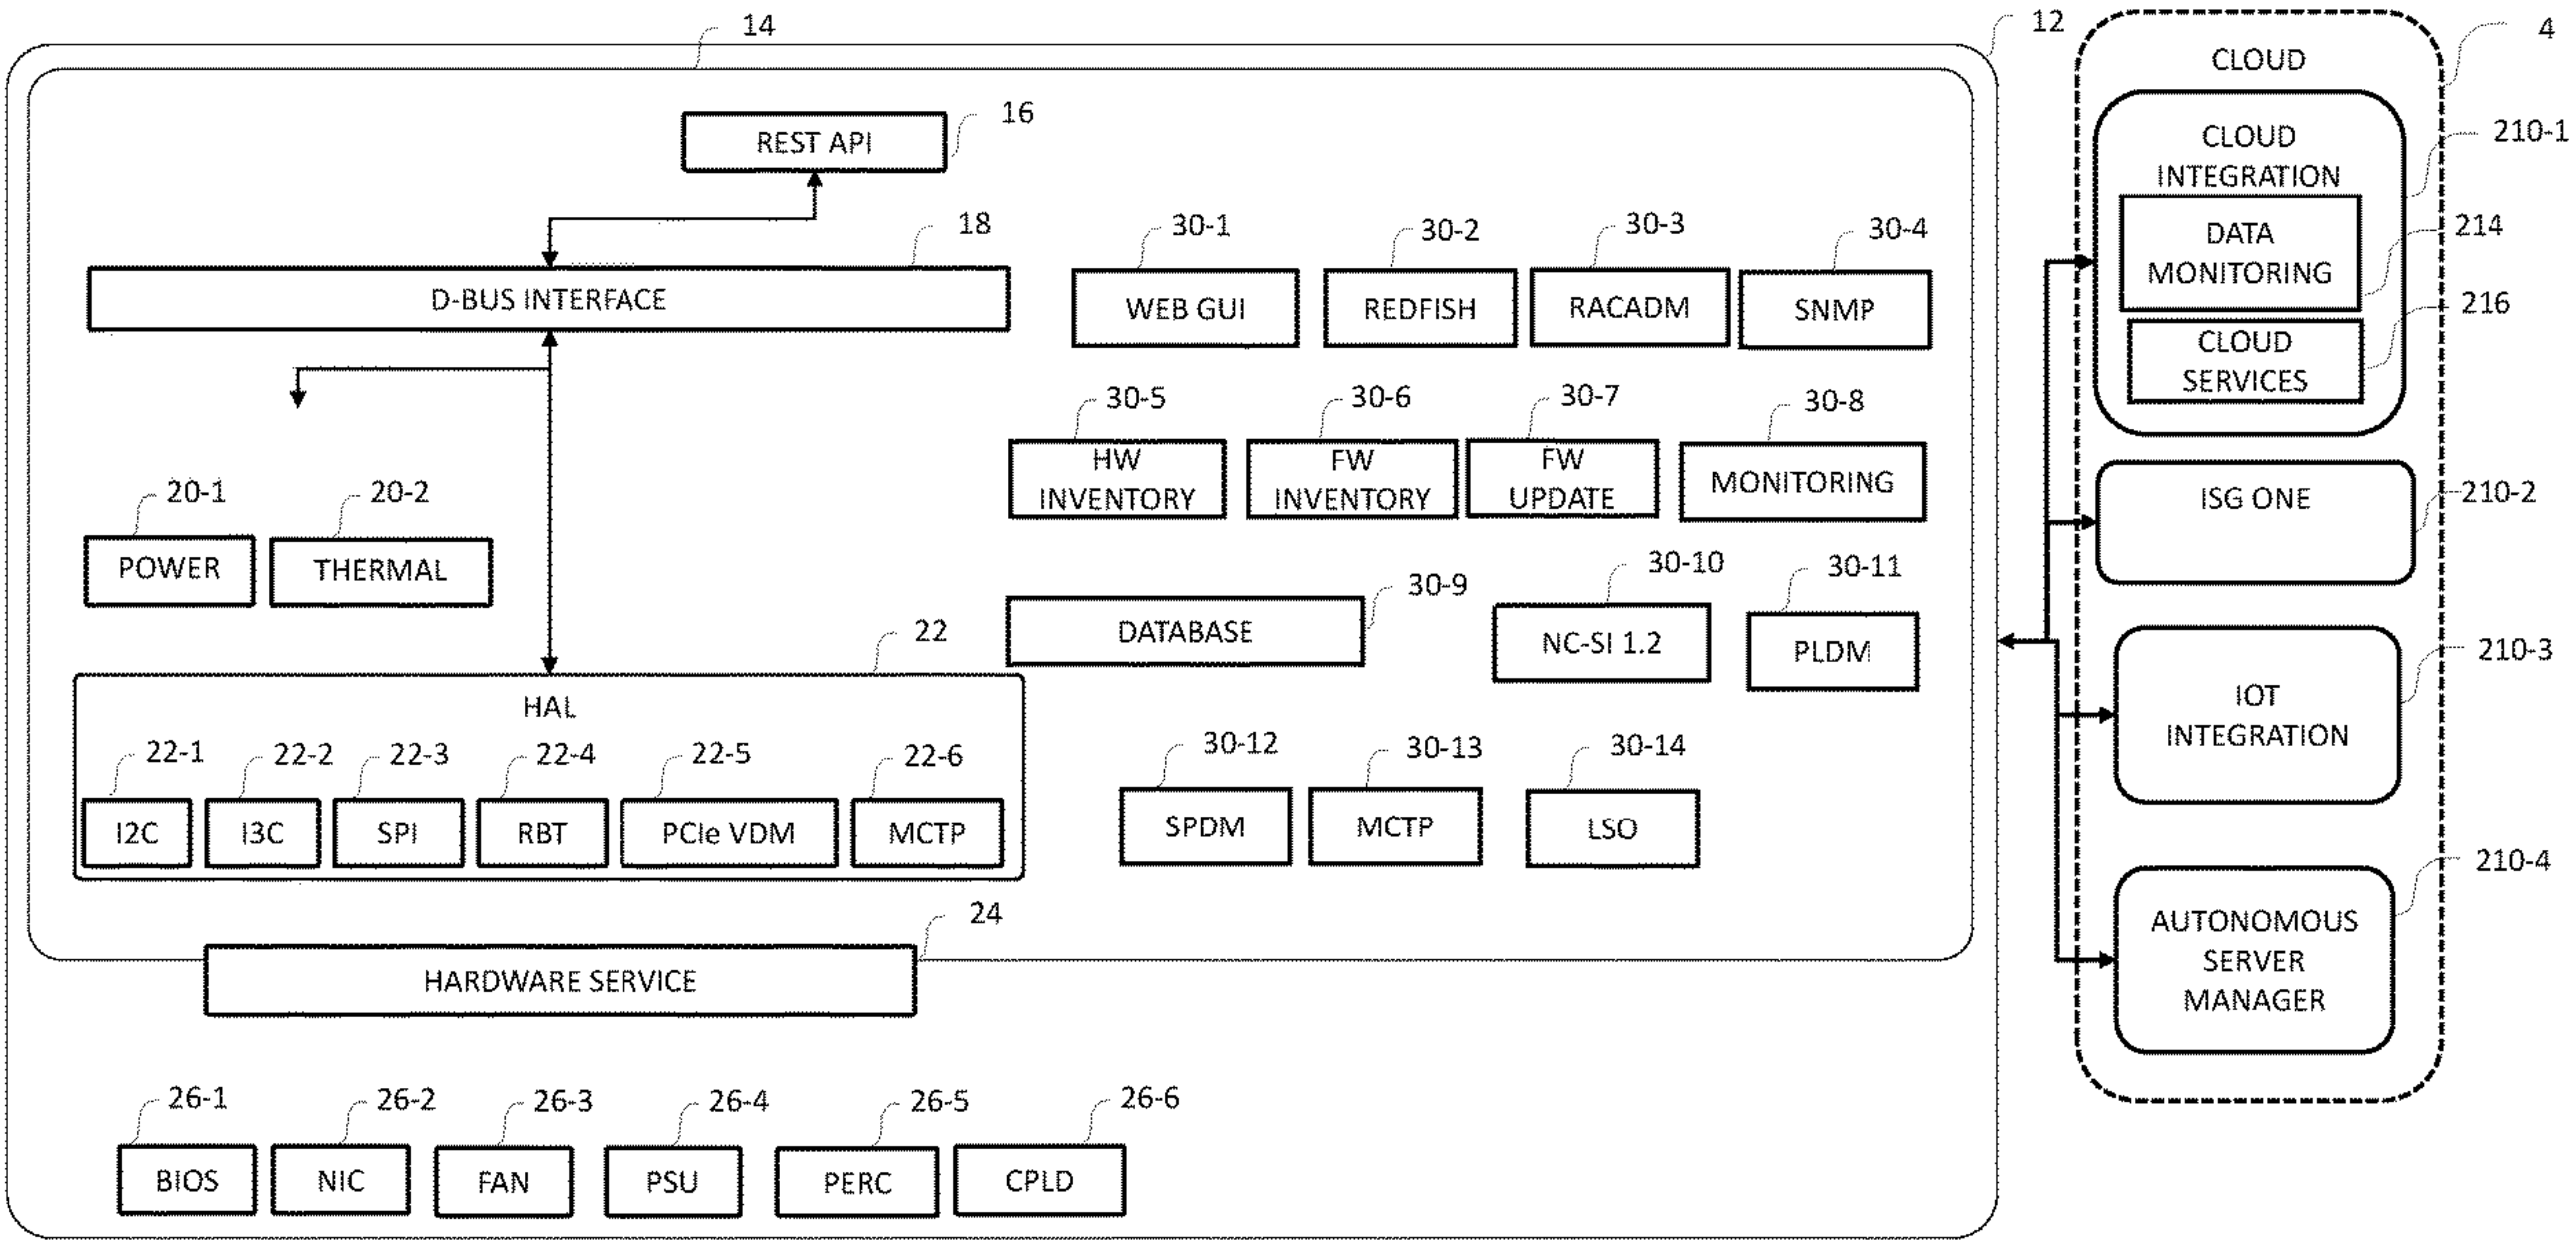 14
12
4
CLOUD
16
REST API
210-1
CLOUD
INTEGRATION
18
30-1
30-2
30-3
30-4
214
DATA
MONITORING
D-BUS INTERFACE
WEB GUI
REDFISH
RACADM
SNMP
216
CLOUD
SERVICES
30-5
30-6
30-7
30-8
HW
INVENTORY
FW
INVENTORY
FW
UPDATE
MONITORING
20-1
20-2
ISG ONE
210-2
POWER
THERMAL
30-9
30-10
30-11
22
DATABASE
NC-SI 1.2
PLDM
210-3
IOT
INTEGRATION
HAL
22-1
22-2
22-3
22-4
22-5
22-6
30-12
30-13
30-14
I2C
I3C
SPI
RBT
PCIe VDM
MCTP
SPDM
MCTP
LSO
210-4
24
AUTONOMOUS
SERVER
MANAGER
HARDWARE SERVICE
26-1
26-2
26-3
26-4
26-5
26-6
BIOS
NIC
FAN
PSU
PERC
CPLD